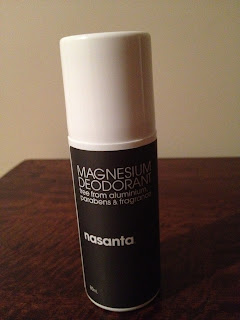 MAGNESIUM
DEODORANT
free from aluminium,
parabens & fragrance
nasanta